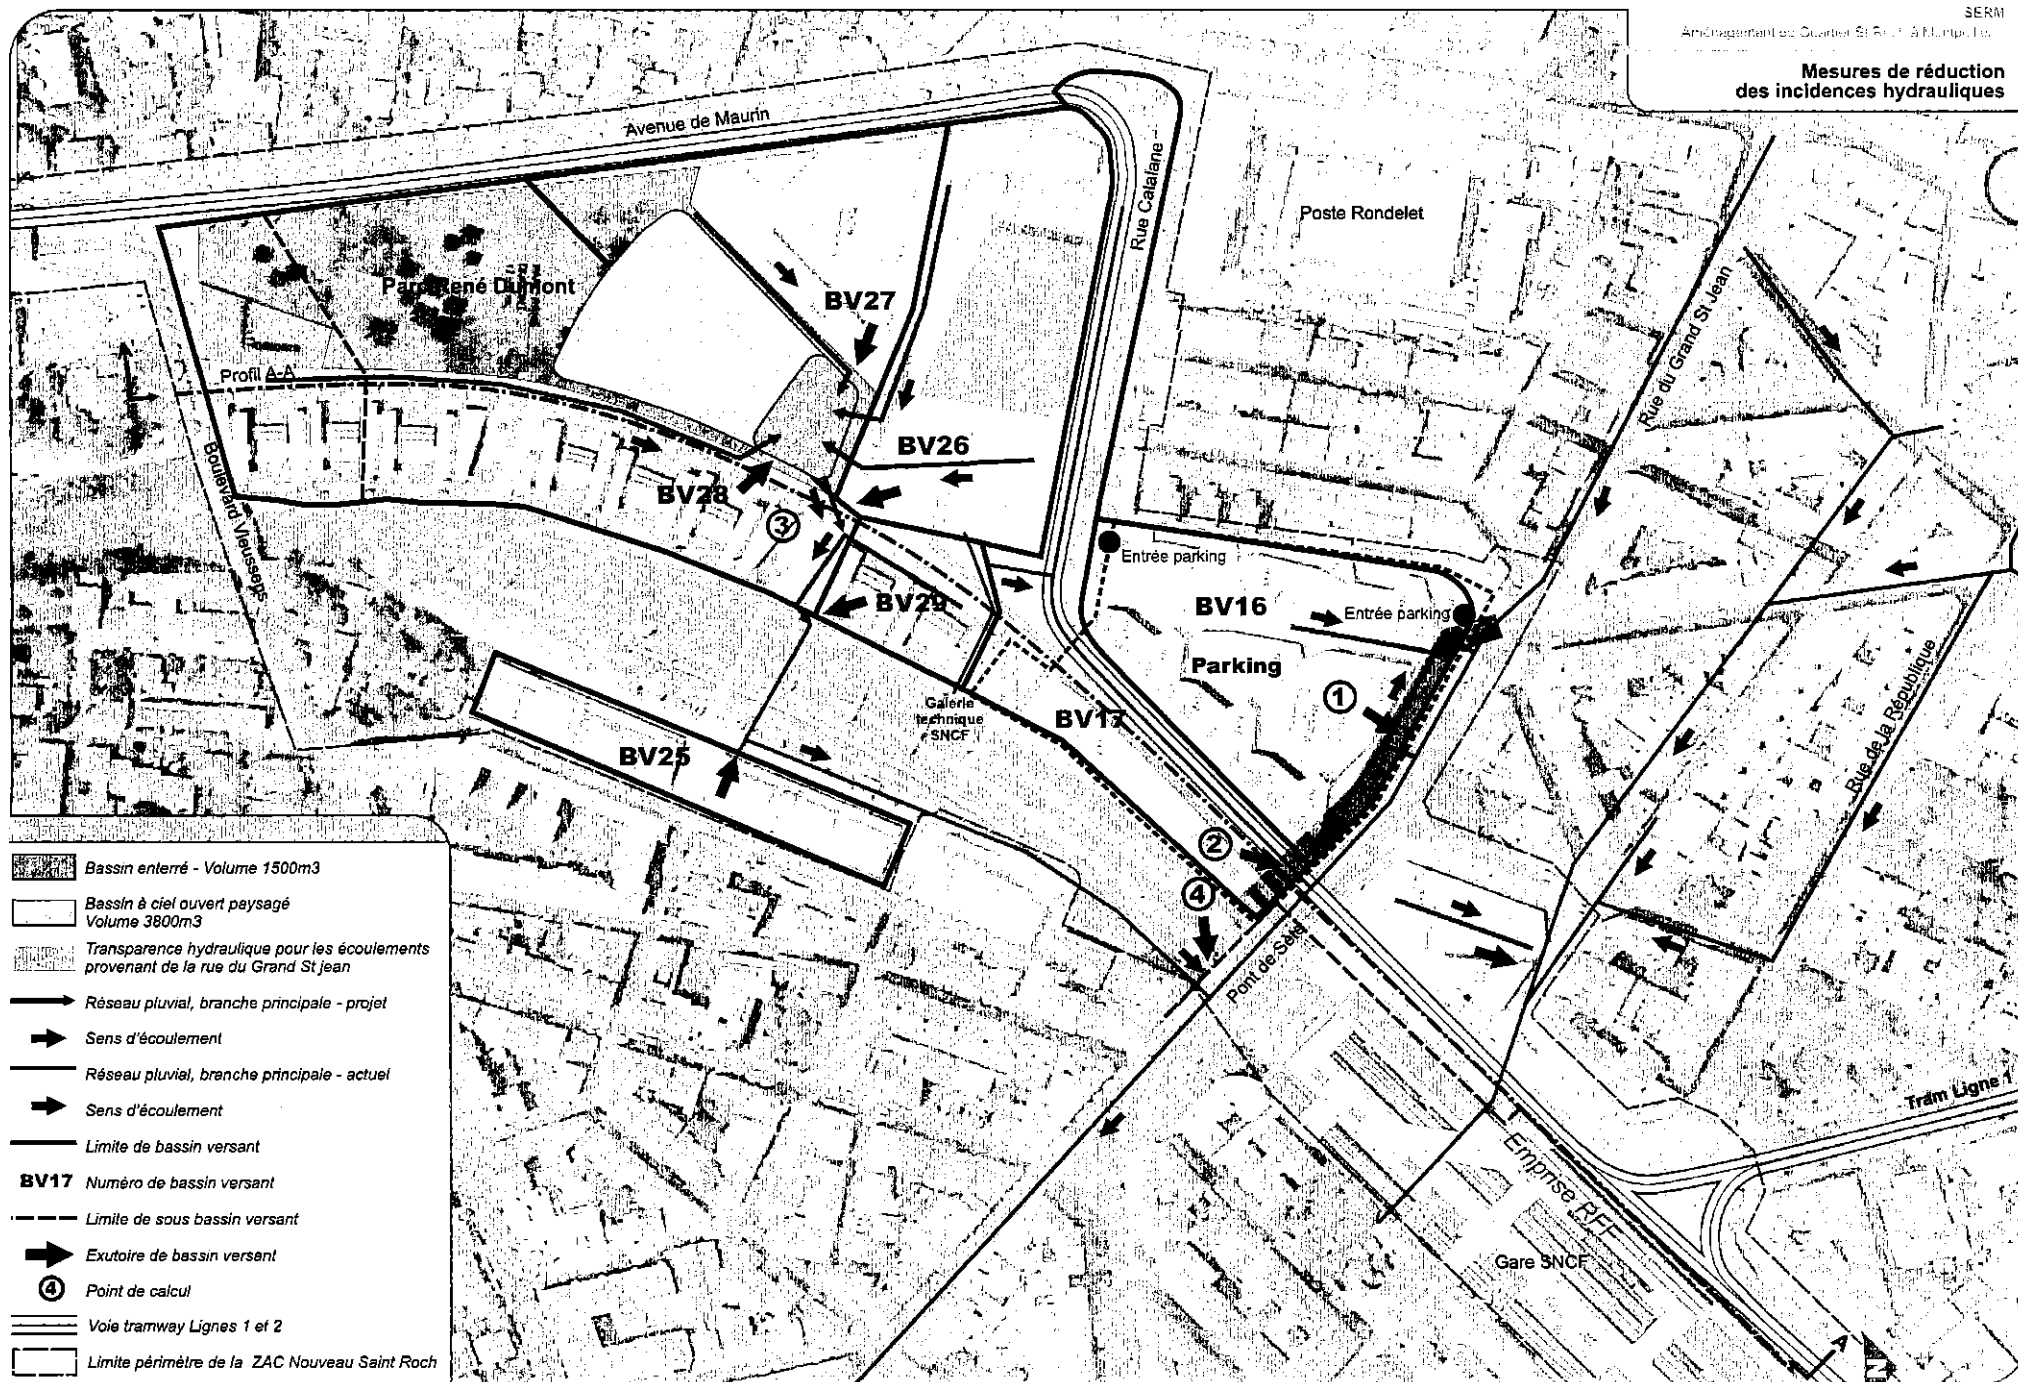 SERM
Aménagement du Quartier St Roch à Montpellier
Mesures de réduction
des incidences hydrauliques
Avenue de Maurin
Rue Catalane
Poste Rondelet
Rue du Grand St Jean
Parc René Dumont
BV27
Profil A-A'
BV26
Boulevard Vieussens
BV28
3
Entrée parking
BV29
BV16
Entrée parking
Parking
1
Galerie
technique
SNCF
BV17
Rue de la République
BV25
2
4
Pont de Sète
Tram Ligne 1
Emprise RFF
Gare SNCF
A
N
Bassin enterré - Volume 1500m3
Bassin à ciel ouvert paysagé
Volume 3800m3
Transparence hydraulique pour les écoulements
provenant de la rue du Grand St jean
Réseau pluvial, branche principale - projet
Sens d'écoulement
Réseau pluvial, branche principale - actuel
Sens d'écoulement
Limite de bassin versant
BV17 Numéro de bassin versant
Limite de sous bassin versant
Exutoire de bassin versant
4 Point de calcul
Voie tramway Lignes 1 et 2
Limite périmètre de la ZAC Nouveau Saint Roch